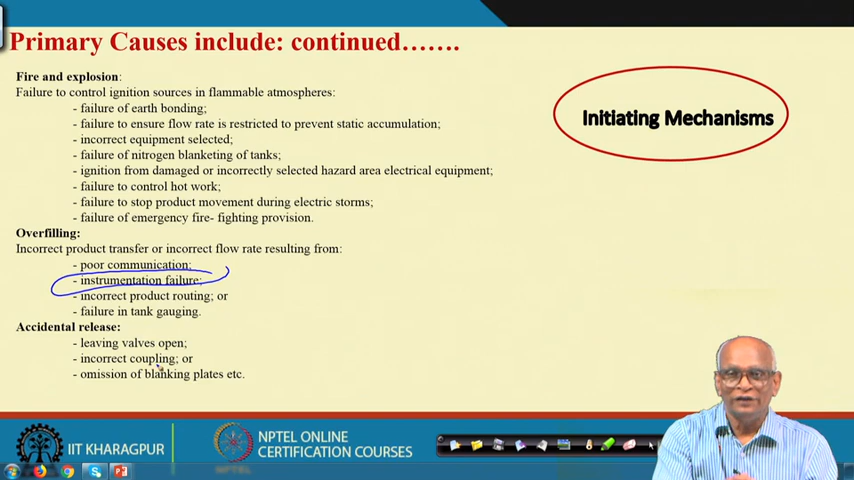 Primary Causes include: continued…….
Fire and explosion:
Failure to control ignition sources in flammable atmospheres:
- failure of earth bonding;
- failure to ensure flow rate is restricted to prevent static accumulation;
- incorrect equipment selected;
- failure of nitrogen blanketing of tanks;
- ignition from damaged or incorrectly selected hazard area electrical equipment;
- failure to control hot work;
- failure to stop product movement during electric storms;
- failure of emergency fire- fighting provision.
Overfilling:
Incorrect product transfer or incorrect flow rate resulting from:
- poor communication;
- instrumentation failure;
- incorrect product routing; or
- failure in tank gauging.
Accidental release:
- leaving valves open;
- incorrect coupling; or
- omission of blanking plates etc.
Initiating Mechanisms
IIT KHARAGPUR
NPTEL ONLINE
CERTIFICATION COURSES
NPTEL